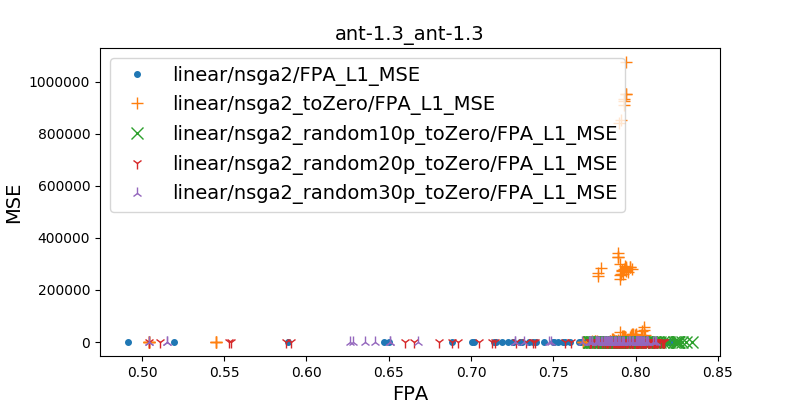 ant-1.3_ant-1.3
linear/nsga2/FPA_L1_MSE
linear/nsga2_toZero/FPA_L1_MSE
linear/nsga2_random10p_toZero/FPA_L1_MSE
linear/nsga2_random20p_toZero/FPA_L1_MSE
linear/nsga2_random30p_toZero/FPA_L1_MSE
MSE
1000000
800000
600000
400000
200000
0
0.50 0.55 0.60 0.65 0.70 0.75 0.80 0.85
FPA